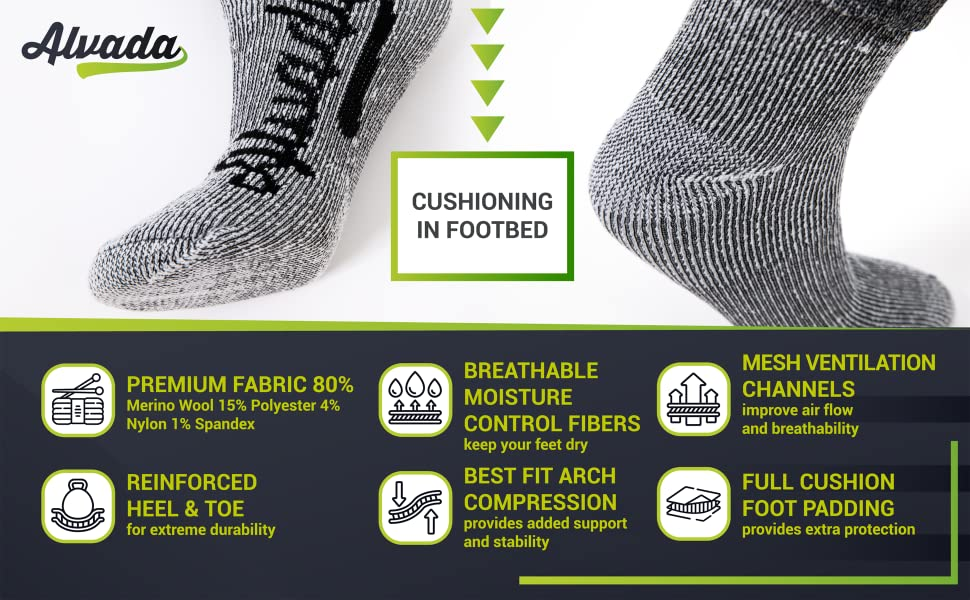 Alvada
CUSHIONING
IN FOOTBED
PREMIUM FABRIC 80%
Merino Wool 15% Polyester 4%
Nylon 1% Spandex
BREATHABLE
MOISTURE
CONTROL FIBERS
keep your feet dry
MESH VENTILATION
CHANNELS
improve air flow
and breathability
REINFORCED
HEEL & TOE
for extreme durability
BEST FIT ARCH
COMPRESSION
provides added support
and stability
FULL CUSHION
FOOT PADDING
provides extra protection